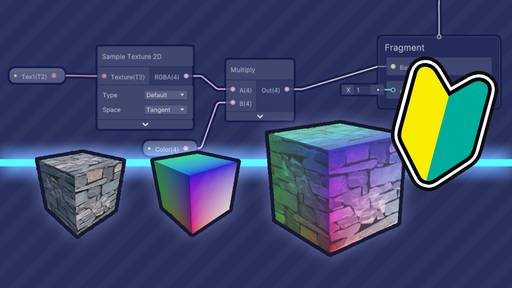 Fragment
Sample Texture 2D
Tex1(T2)
Texture(T2) RGBA(4)
Multiply
Type Default
Space Tangent
A(4) Out(4)
B(4)
X 1
Color(4)